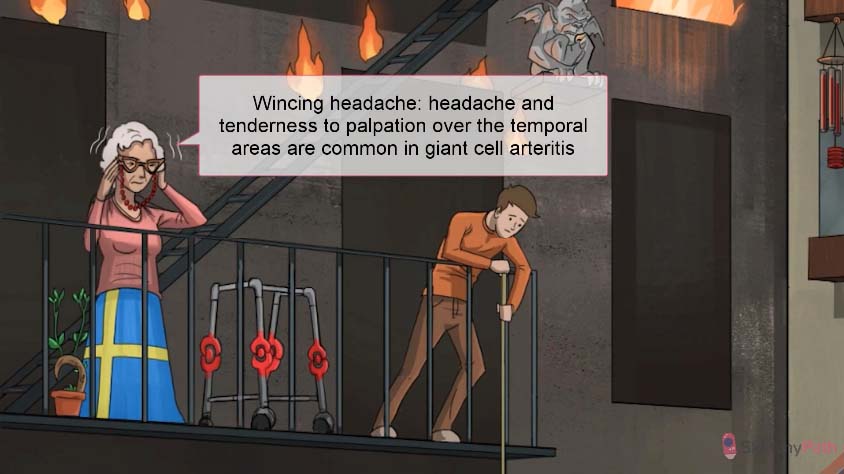 Wincing headache: headache and
tenderness to palpation over the temporal
areas are common in giant cell arteritis